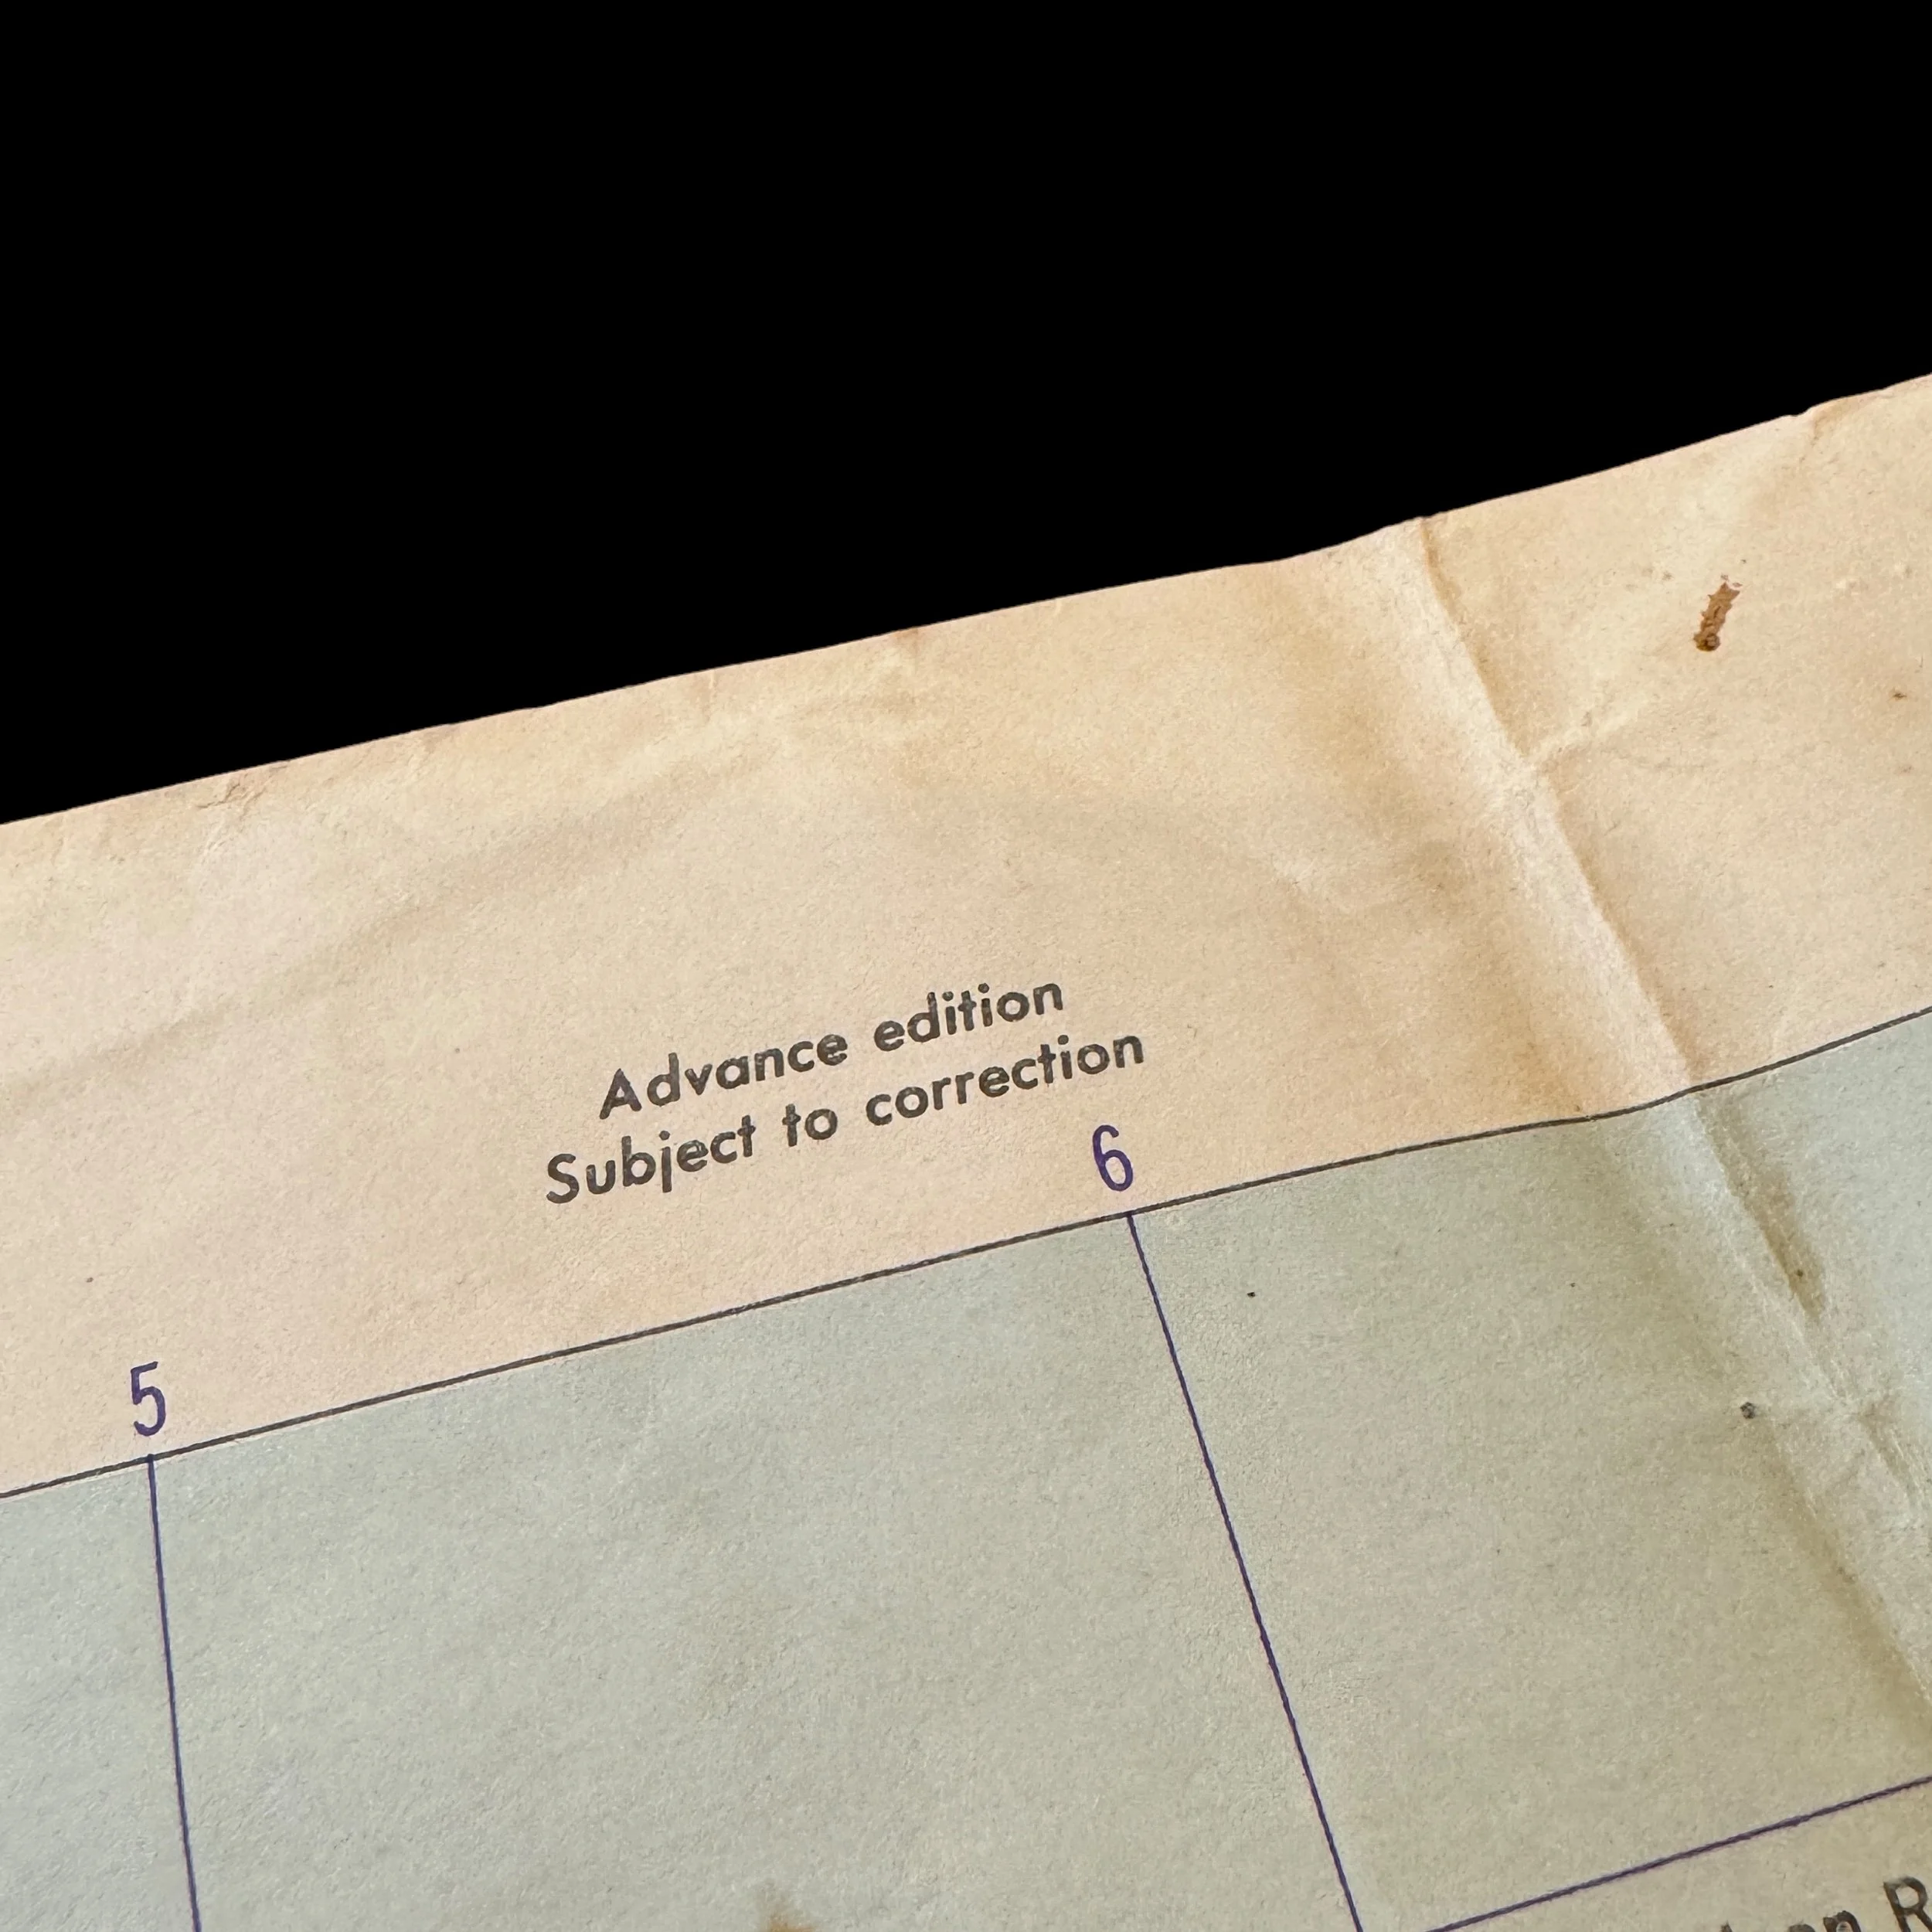 Advance edition
Subject to correction
6
5